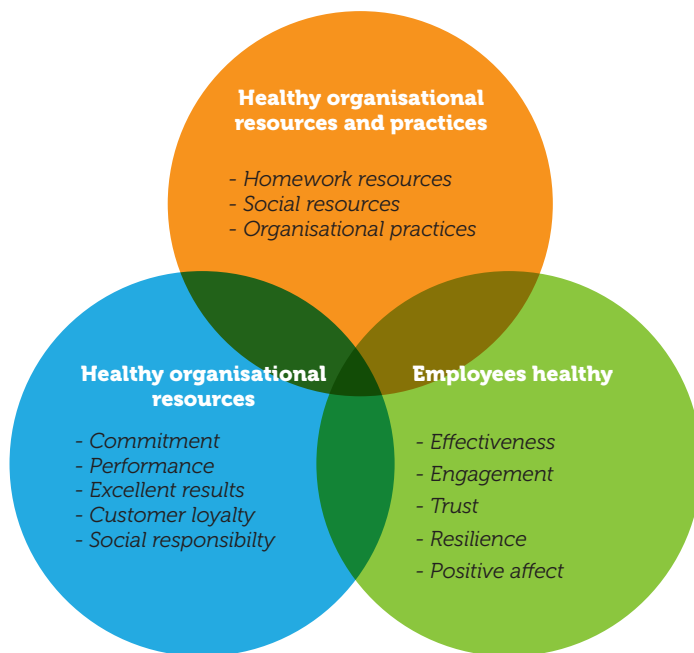 Healthy organisational
resources and practices
- Homework resources
- Social resources
- Organisational practices
Healthy organisational
resources
- Commitment
- Performance
- Excellent results
- Customer loyalty
- Social responsibilty
Employees healthy
- Effectiveness
- Engagement
- Trust
- Resilience
- Positive affect